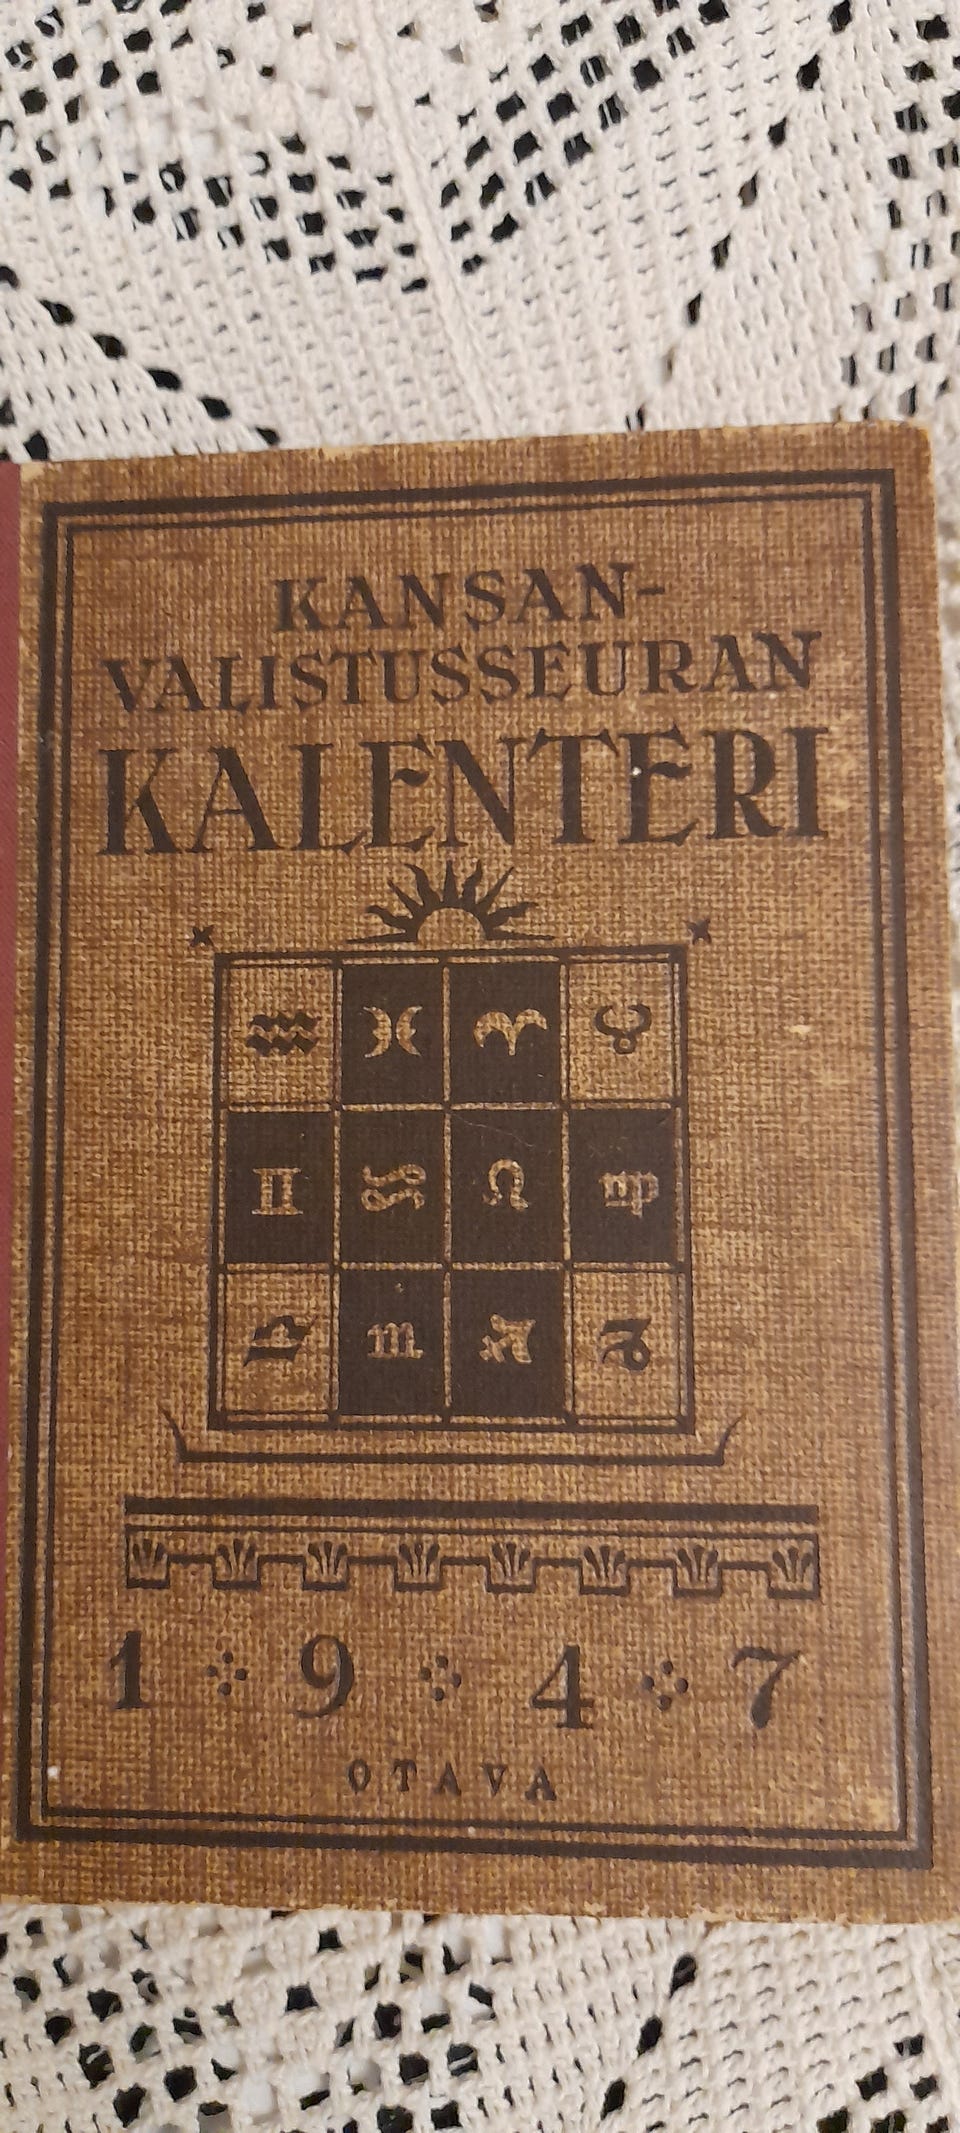 KANSAN-
VALISTUSSEURAN
KALENTERI
1 9 4 7
OTAVA